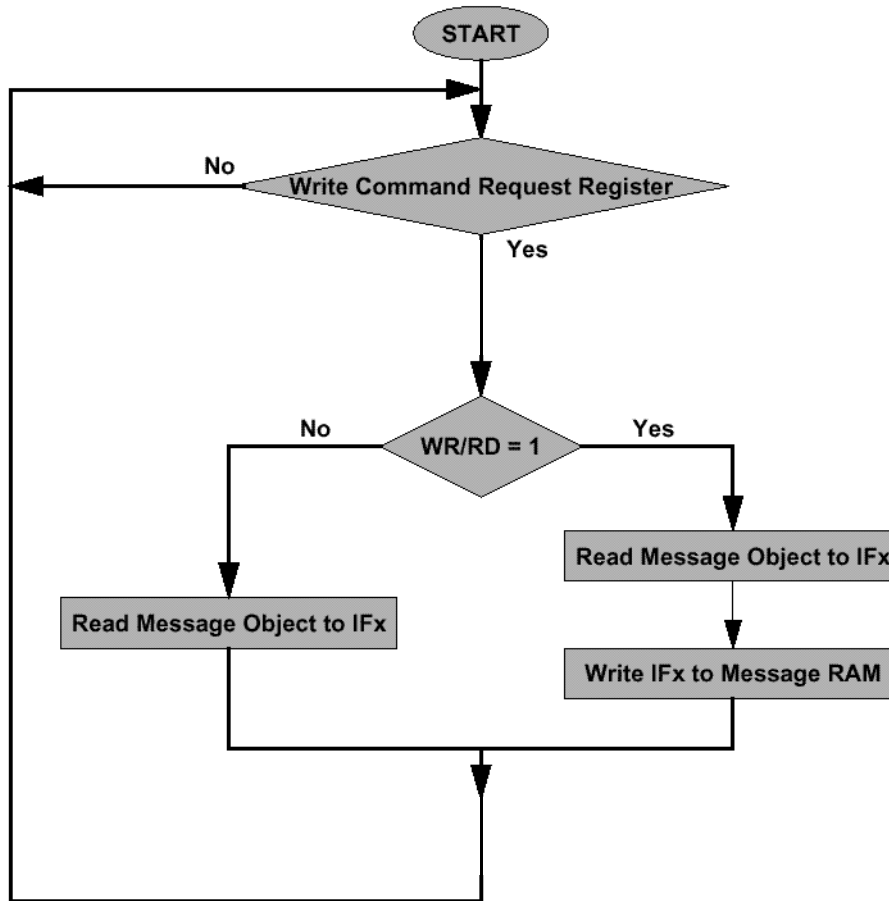 START
No
Write Command Request Register
Yes
No
WR/RD = 1
Yes
Read Message Object to IFx
Read Message Object to IFx
Write IFx to Message RAM